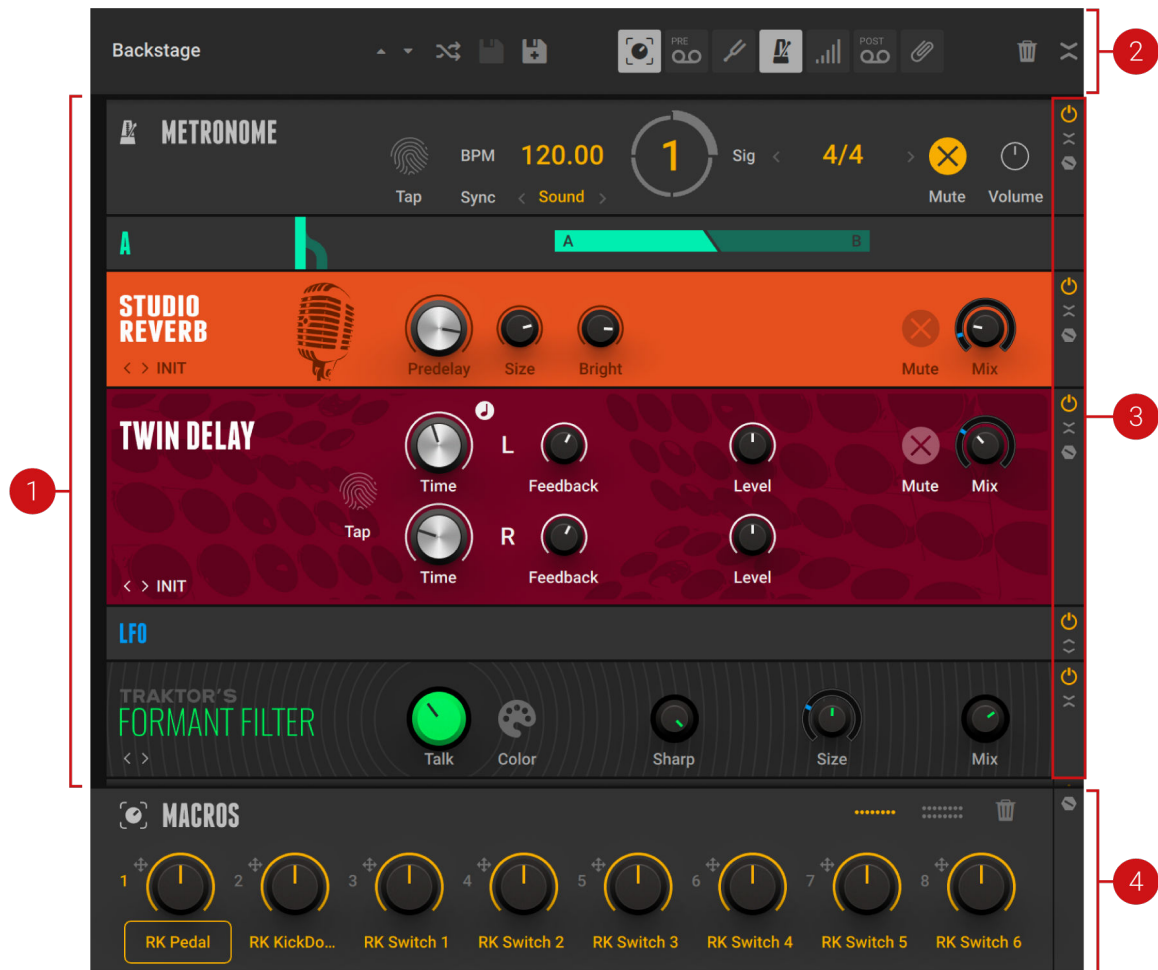 Backstage
PRE
POST
2
METRONOME
BPM 120.00
1
Sig 4/4
Tap
Sync Sound
Mute Volume
A
A B
STUDIO
REVERB
< > INIT
Predelay Size Bright
Mute Mix
TWIN DELAY
L
Time Feedback Level
Mute Mix
3
1
Tap
R
Time Feedback Level
< > INIT
LFO
TRAKTOR'S
FORMANT FILTER
< >
Talk Color Sharp Size Mix
MACROS
1 2 3 4 5 6 7 8
4
RK Pedal RK KickDo... RK Switch 1 RK Switch 2 RK Switch 3 RK Switch 4 RK Switch 5 RK Switch 6